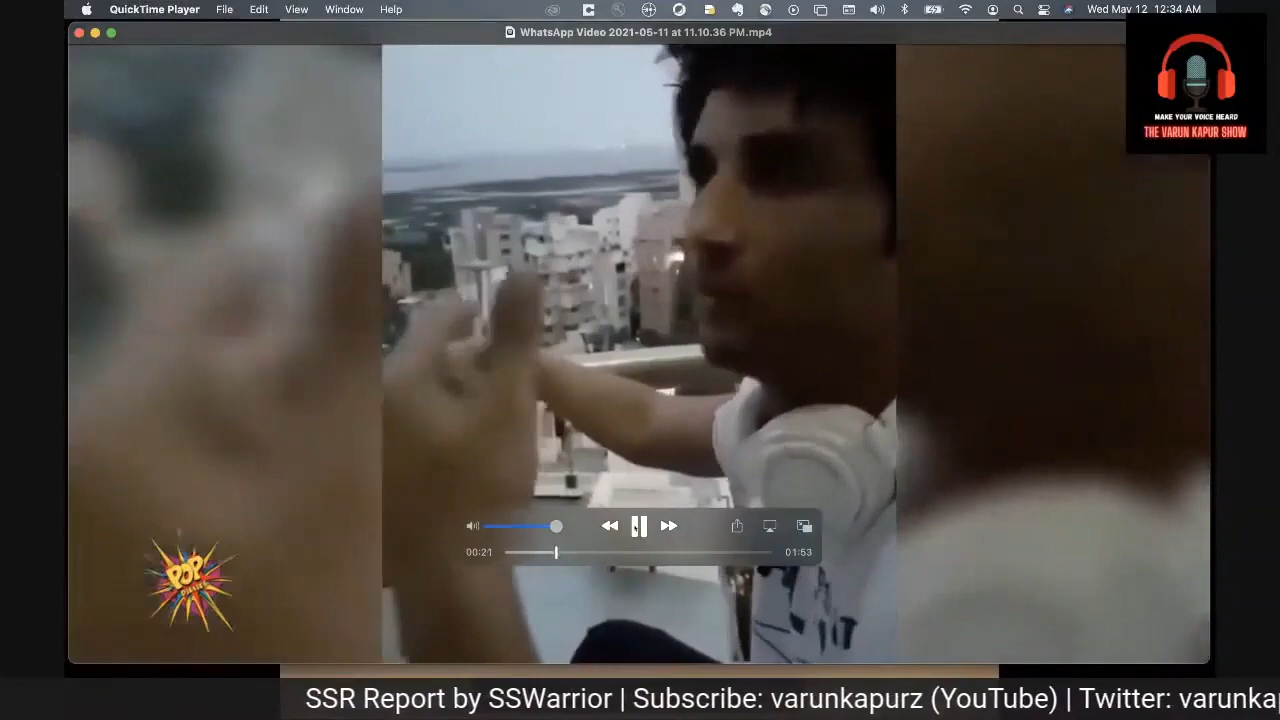 QuickTime Player File Edit View Window Help Wed May 12 12:34 AM
WhatsApp Video 2021-05-11 at 11.10.36 PM.mp4
MAKE YOUR VOICE HEARD
THE VARUN KAPUR SHOW
00:21 01:53
POP
SSR Report by SSWarrior | Subscribe: varunkapurz (YouTube) | Twitter: varunkap